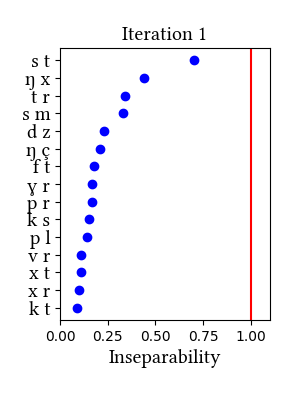 Iteration 1
s t
ŋ x
t r
s m
d z
ŋ ç
f t
ɣ r
p r
k s
p l
v r
x t
x r
k t
0.00 0.25 0.50 0.75 1.00
Inseparability